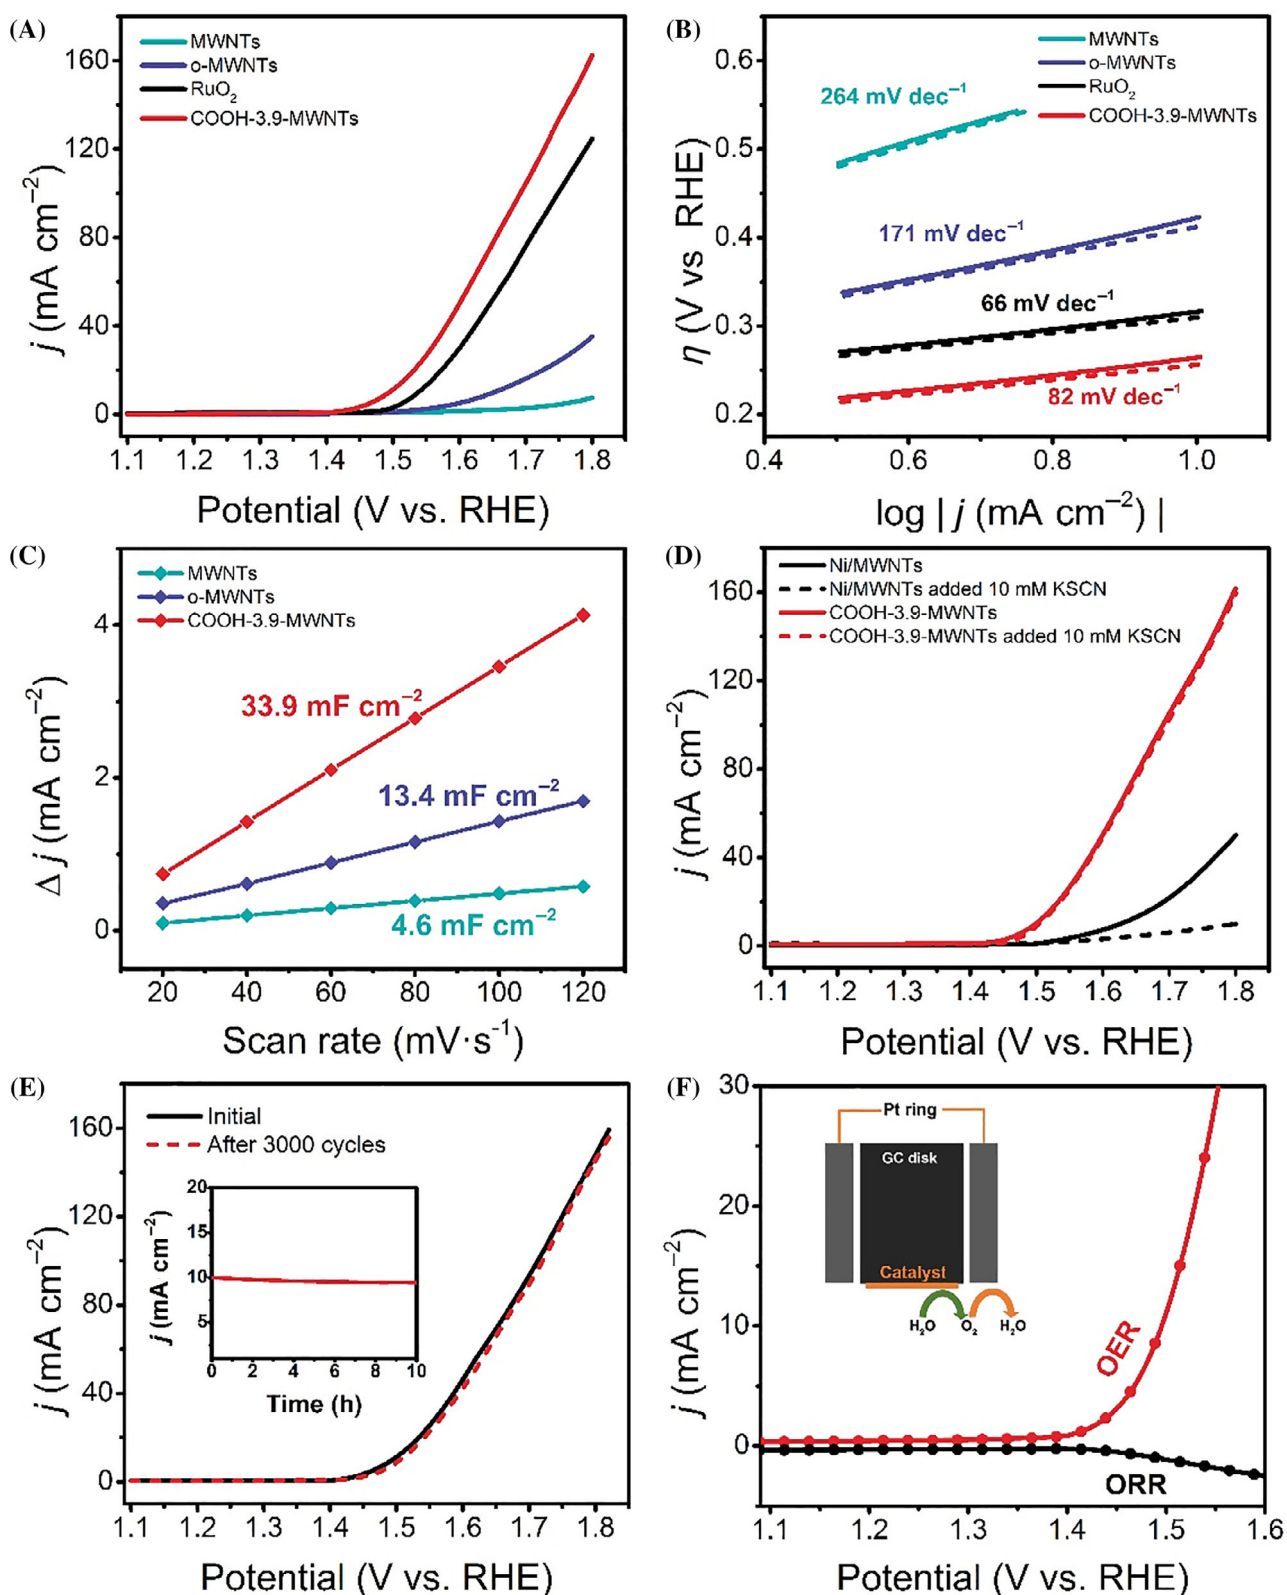 (A)
160
120
80
40
0
j (mA cm⁻²)
MWNTs
o-MWNTs
RuO₂
COOH-3.9-MWNTs
1.1 1.2 1.3 1.4 1.5 1.6 1.7 1.8
Potential (V vs. RHE)
(B)
0.6
0.5
0.4
0.3
0.2
η (V vs RHE)
MWNTs
o-MWNTs
RuO₂
COOH-3.9-MWNTs
264 mV dec⁻¹
171 mV dec⁻¹
66 mV dec⁻¹
82 mV dec⁻¹
0.4 0.6 0.8 1.0
log | j (mA cm⁻²) |
(C)
4
2
0
Δ j (mA cm⁻²)
MWNTs
o-MWNTs
COOH-3.9-MWNTs
33.9 mF cm⁻²
13.4 mF cm⁻²
4.6 mF cm⁻²
20 40 60 80 100 120
Scan rate (mV·s⁻¹)
(D)
160
120
80
40
0
j (mA cm⁻²)
Ni/MWNTs
Ni/MWNTs added 10 mM KSCN
COOH-3.9-MWNTs
COOH-3.9-MWNTs added 10 mM KSCN
1.1 1.2 1.3 1.4 1.5 1.6 1.7 1.8
Potential (V vs. RHE)
(E)
160
120
80
40
0
j (mA cm⁻²)
Initial
After 3000 cycles
20
15
10
5
j (mA cm⁻²)
0 2 4 6 8 10
Time (h)
1.1 1.2 1.3 1.4 1.5 1.6 1.7 1.8
Potential (V vs. RHE)
(F)
30
20
10
0
j (mA cm⁻²)
Pt ring
GC disk
Catalyst
H₂O O₂ H₂O
OER
ORR
1.1 1.2 1.3 1.4 1.5 1.6
Potential (V vs. RHE)